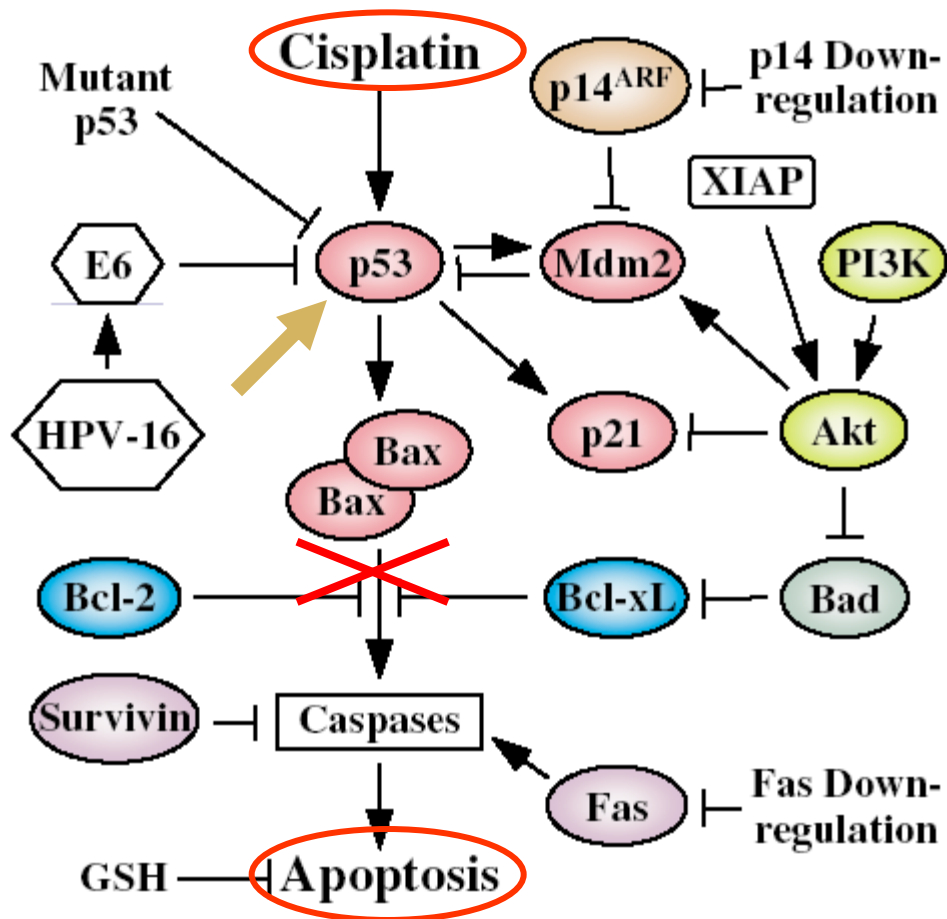 Cisplatin
Mutant
p53
p14ARF
p14 Down-
regulation
XIAP
E6
p53
Mdm2
PI3K
HPV-16
Bax
Bax
p21
Akt
Bcl-2
Bcl-xL
Bad
Survivin
Caspases
Fas
Fas Down-
regulation
GSH
Apoptosis